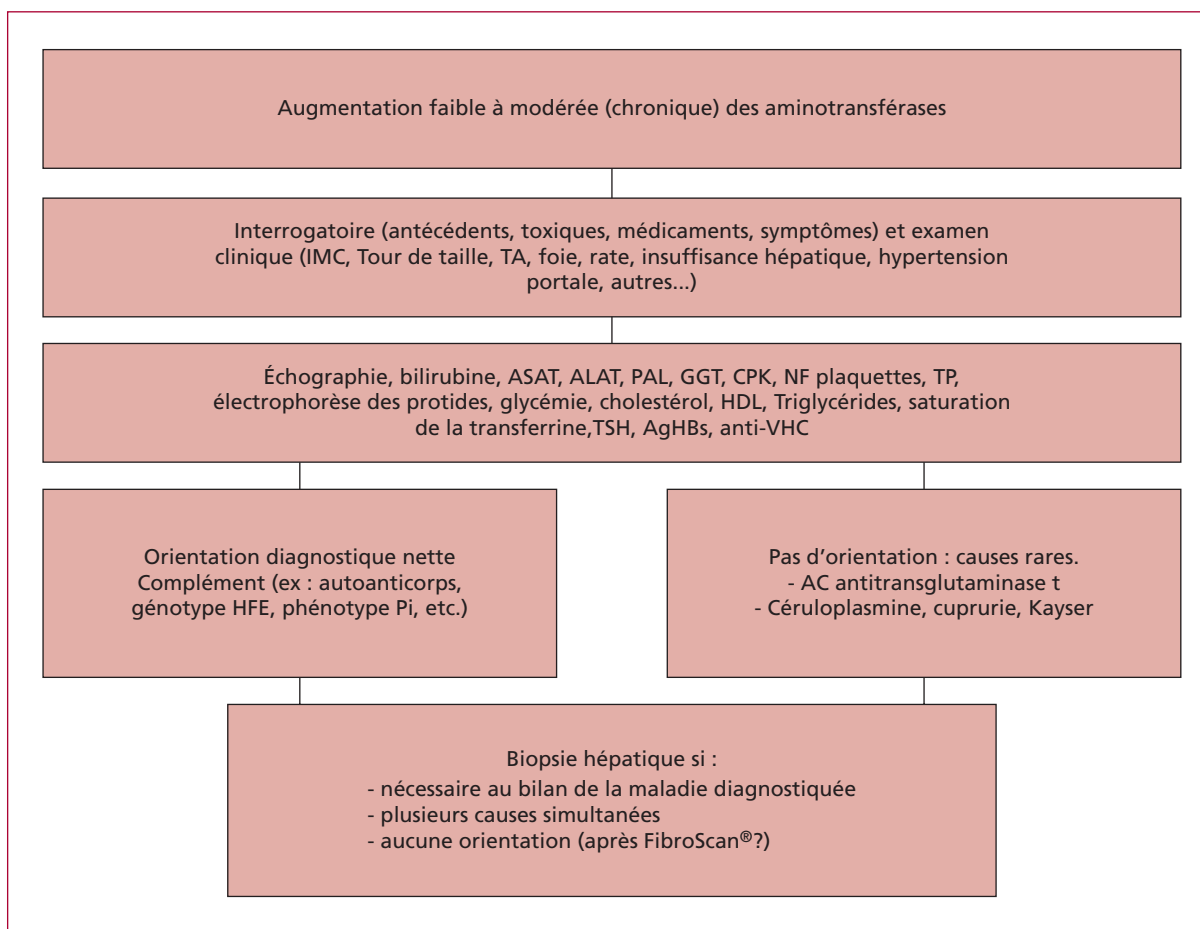 Augmentation faible à modérée (chronique) des aminotransférases
Interrogatoire (antécédents, toxiques, médicaments, symptômes) et examen
clinique (IMC, Tour de taille, TA, foie, rate, insuffisance hépatique, hypertension
portale, autres...)
Échographie, bilirubine, ASAT, ALAT, PAL, GGT, CPK, NF plaquettes, TP,
électrophorèse des protides, glycémie, cholestérol, HDL, Triglycérides, saturation
de la transferrine,TSH, AgHBs, anti-VHC
Orientation diagnostique nette
Complément (ex : autoanticorps,
génotype HFE, phénotype Pi, etc.)
Pas d’orientation : causes rares.
- AC antitransglutaminase t
- Céruloplasmine, cuprurie, Kayser
Biopsie hépatique si :
- nécessaire au bilan de la maladie diagnostiquée
- plusieurs causes simultanées
- aucune orientation (après FibroScan®?)